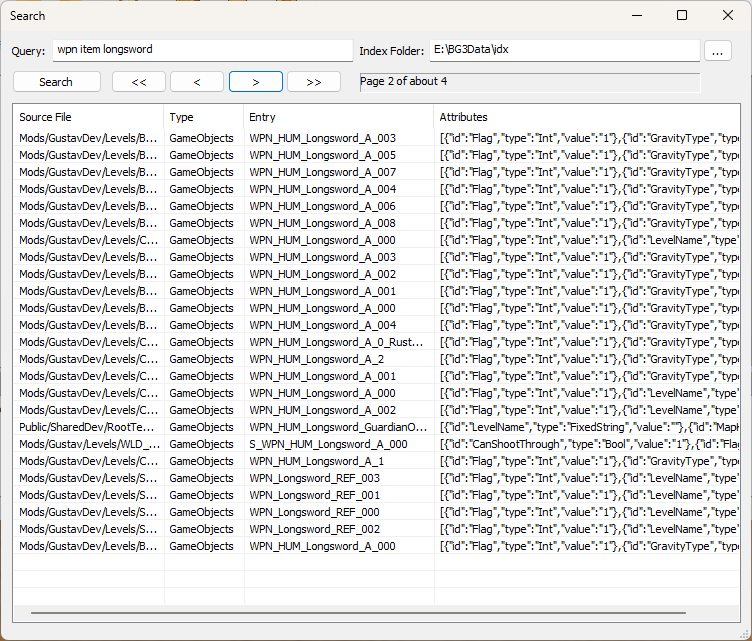 Search
Query: wpn item longsword Index Folder: E:\BG3Data\idx ...
Search << < > >> Page 2 of about 4
Source File Type Entry Attributes
Mods/GustavDev/Levels/B... GameObjects WPN_HUM_Longsword_A_003 [{"id":"Flag","type":"Int","value":"1"},{"id":"GravityType","type
Mods/GustavDev/Levels/B... GameObjects WPN_HUM_Longsword_A_005 [{"id":"Flag","type":"Int","value":"1"},{"id":"GravityType","type
Mods/GustavDev/Levels/B... GameObjects WPN_HUM_Longsword_A_007 [{"id":"Flag","type":"Int","value":"1"},{"id":"GravityType","type
Mods/GustavDev/Levels/B... GameObjects WPN_HUM_Longsword_A_004 [{"id":"Flag","type":"Int","value":"1"},{"id":"GravityType","type
Mods/GustavDev/Levels/B... GameObjects WPN_HUM_Longsword_A_006 [{"id":"Flag","type":"Int","value":"1"},{"id":"GravityType","type
Mods/GustavDev/Levels/B... GameObjects WPN_HUM_Longsword_A_008 [{"id":"Flag","type":"Int","value":"1"},{"id":"GravityType","type
Mods/GustavDev/Levels/C... GameObjects WPN_HUM_Longsword_A_000 [{"id":"Flag","type":"Int","value":"1"},{"id":"LevelName","type":
Mods/GustavDev/Levels/B... GameObjects WPN_HUM_Longsword_A_003 [{"id":"Flag","type":"Int","value":"1"},{"id":"GravityType","type
Mods/GustavDev/Levels/B... GameObjects WPN_HUM_Longsword_A_002 [{"id":"Flag","type":"Int","value":"1"},{"id":"GravityType","type
Mods/GustavDev/Levels/B... GameObjects WPN_HUM_Longsword_A_001 [{"id":"Flag","type":"Int","value":"1"},{"id":"GravityType","type
Mods/GustavDev/Levels/B... GameObjects WPN_HUM_Longsword_A_000 [{"id":"Flag","type":"Int","value":"1"},{"id":"GravityType","type
Mods/GustavDev/Levels/B... GameObjects WPN_HUM_Longsword_A_004 [{"id":"Flag","type":"Int","value":"1"},{"id":"GravityType","type
Mods/GustavDev/Levels/C... GameObjects WPN_HUM_Longsword_A_0_Rust... [{"id":"Flag","type":"Int","value":"1"},{"id":"GravityType","type
Mods/GustavDev/Levels/C... GameObjects WPN_HUM_Longsword_A_2 [{"id":"Flag","type":"Int","value":"1"},{"id":"GravityType","type
Mods/GustavDev/Levels/C... GameObjects WPN_HUM_Longsword_A_001 [{"id":"Flag","type":"Int","value":"1"},{"id":"GravityType","type
Mods/GustavDev/Levels/C... GameObjects WPN_HUM_Longsword_A_000 [{"id":"Flag","type":"Int","value":"1"},{"id":"LevelName","type":
Mods/GustavDev/Levels/C... GameObjects WPN_HUM_Longsword_A_002 [{"id":"Flag","type":"Int","value":"1"},{"id":"GravityType","type
Public/SharedDev/RootTe... GameObjects WPN_HUM_Longsword_GuardianO... [{"id":"LevelName","type":"FixedString","value":""},{"id":"MapK
Mods/Gustav/Levels/WLD_... GameObjects S_WPN_HUM_Longsword_A_000 [{"id":"CanShootThrough","type":"Bool","value":"1"},{"id":"Flag
Mods/GustavDev/Levels/C... GameObjects WPN_HUM_Longsword_A_1 [{"id":"Flag","type":"Int","value":"1"},{"id":"GravityType","type
Mods/GustavDev/Levels/S... GameObjects WPN_Longsword_REF_003 [{"id":"Flag","type":"Int","value":"1"},{"id":"LevelName","type":
Mods/GustavDev/Levels/S... GameObjects WPN_Longsword_REF_001 [{"id":"Flag","type":"Int","value":"1"},{"id":"LevelName","type":
Mods/GustavDev/Levels/S... GameObjects WPN_Longsword_REF_000 [{"id":"Flag","type":"Int","value":"1"},{"id":"LevelName","type":
Mods/GustavDev/Levels/S... GameObjects WPN_Longsword_REF_002 [{"id":"Flag","type":"Int","value":"1"},{"id":"LevelName","type":
Mods/GustavDev/Levels/B... GameObjects WPN_HUM_Longsword_A_000 [{"id":"Flag","type":"Int","value":"1"},{"id":"GravityType","type